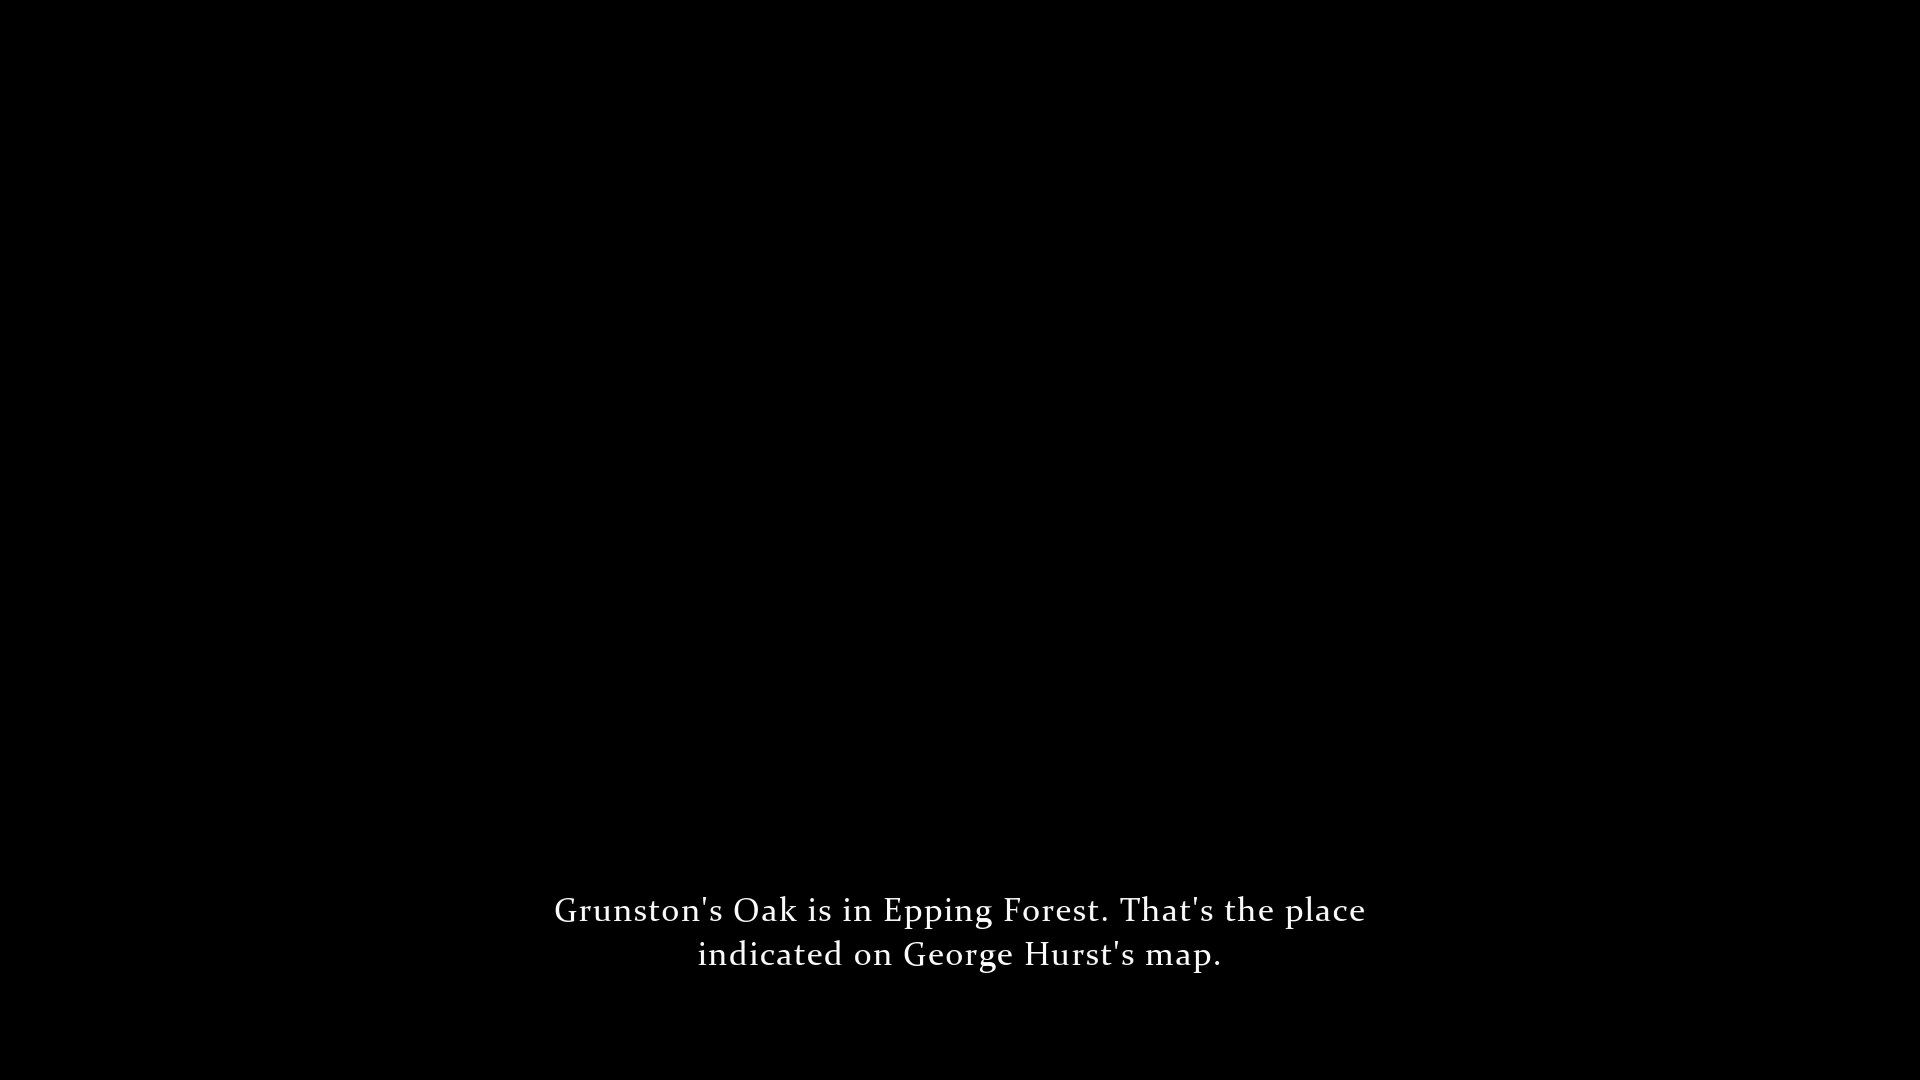 Grunston's Oak is in Epping Forest. That's the place
indicated on George Hurst's map.